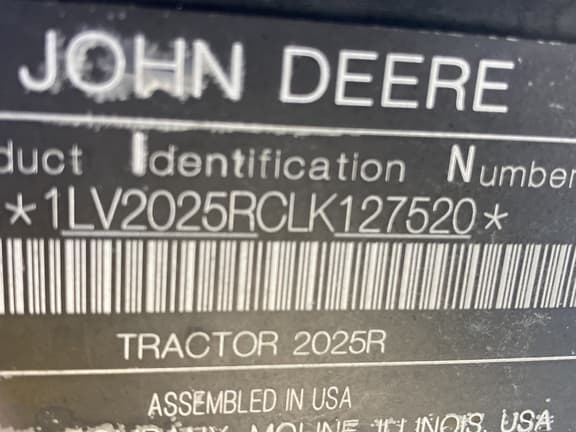 JOHN DEERE
duct Identification Number
*1LV2025RCLK127520*
TRACTOR 2025R
ASSEMBLED IN USA
MOLINE, ILLINOIS, USA